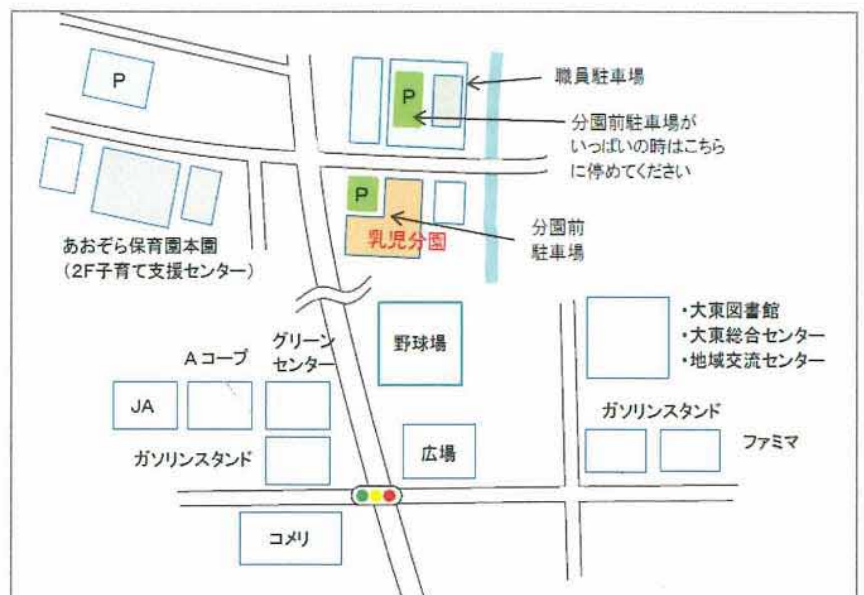 P
P
職員駐車場
分園前駐車場が
いっぱいの時はこちら
に停めてください
P
乳児分園
分園前
駐車場
あおぞら保育園本園
(2F子育て支援センター)
グリーン
センター
Aコープ
JA
ガソリンスタンド
野球場
広場
・大東図書館
・大東総合センター
・地域交流センター
ガソリンスタンド
ファミマ
コメリ